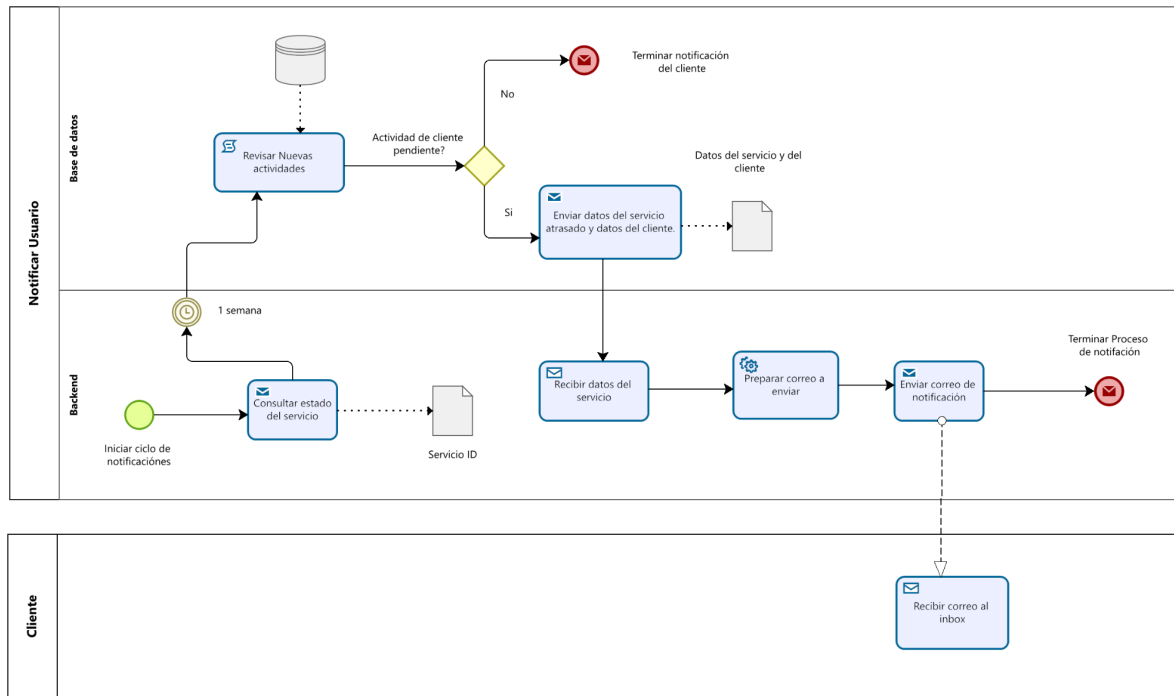 Notificar Usuario
Base de datos
Revisar Nuevas
actividades
Actividad de cliente
pendiente?
No
Terminar notificación
del cliente
Si
Enviar datos del servicio
atrasado y datos del cliente.
Datos del servicio y del
cliente
Backend
1 semana
Iniciar ciclo de
notificaciónes
Consultar estado
del servicio
Servicio ID
Recibir datos del
servicio
Preparar correo a
enviar
Enviar correo de
notificación
Terminar Proceso
de notifación
Cliente
Recibir correo al
inbox